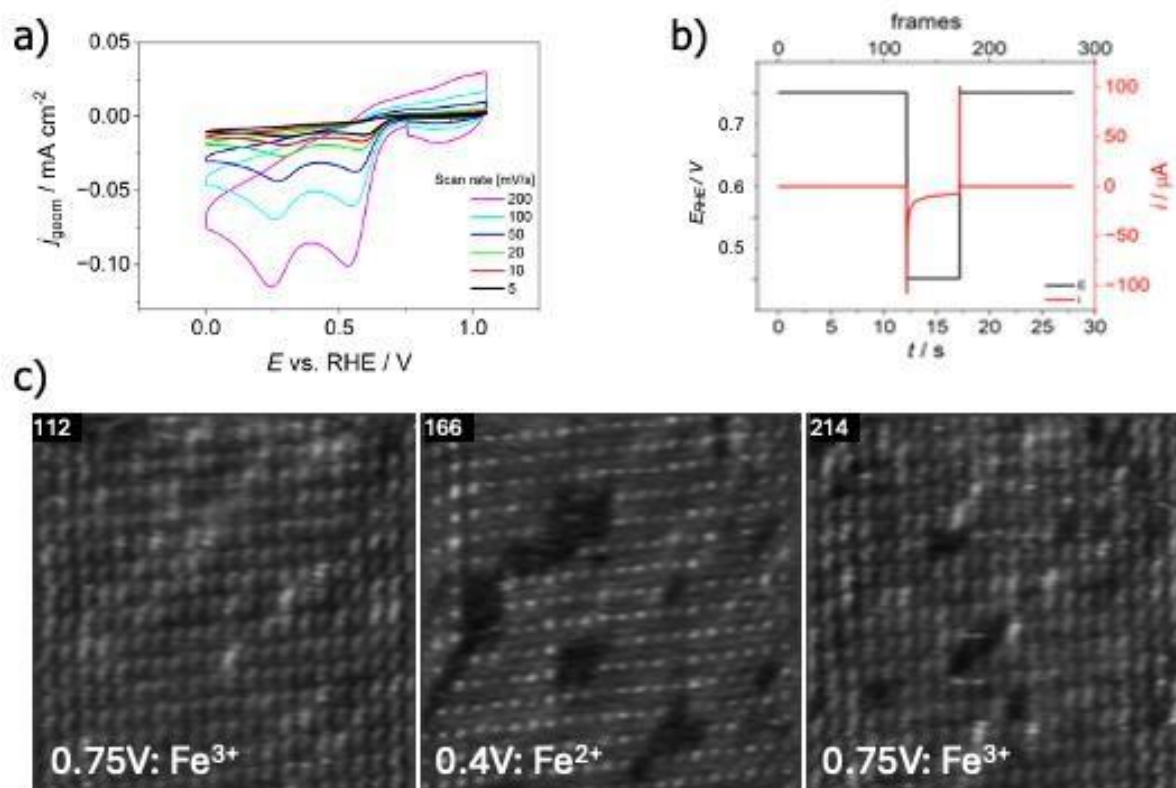 a)
0.05
0.00
−0.05
−0.10
j geom / mA cm-2
Scan rate [mV/s]
200
100
50
20
10
5
0.0 0.5 1.0
E vs. RHE / V
b)
frames
0 100 200 300
0.7
0.6
0.5
ERHE / V
100
50
0
−50
−100
i / µA
E
i
0 5 10 15 20 25 30
t / s
c)
112
0.75V: Fe3+
166
0.4V: Fe2+
214
0.75V: Fe3+